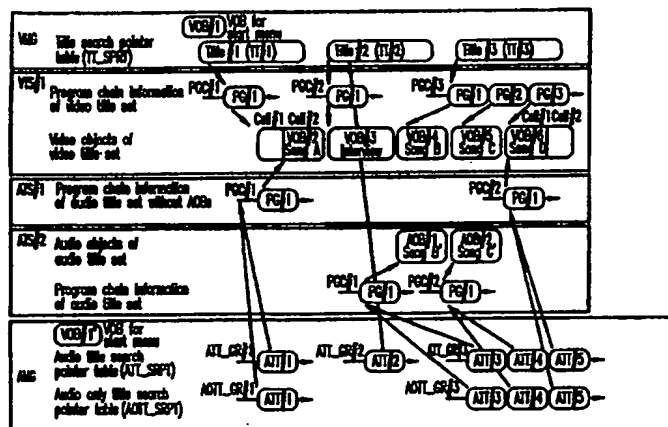 VMG
Title search pointer
table (TT_SPRT)
VOB#1
VOB for
start menu
Title #1 (TT#1)
Title #2 (TT#2)
Title #3 (TT#3)
VTS#1
Program chain information
of video title set
PGC#1
PG#1
PGC#2
PG#1
PGC#3
PG#1
PG#2
PG#3
Video objects of
video title set
Cell#1 Cell#2
VOB#2
Song A
VOB#3
Interview
VOB#4
Song B
VOB#5
Song C
Cell#1 Cell#2
VOB#6
ATS#1
Program chain information
of audio title set without AOBs
PGC#1
PG#1
PGC#2
PG#1
ATS#2
Audio objects of
audio title set
AOB#1
Song B'
AOB#2
Song C'
Program chain information
of audio title set
PGC#1
PG#1
PGC#2
PG#1
AMG
VOB#1'
VOB for
start menu
Audio title search
pointer table (ATT_SRPT)
ATT_GR#1
ATT#1
ATT_GR#2
ATT#2
ATT#3
ATT#4
ATT#5
Audio only title search
pointer table (AOTT_SRPT)
AOTT_GR#1
ATT#1
AOTT_GR#3
ATT#3
ATT#4
ATT#5